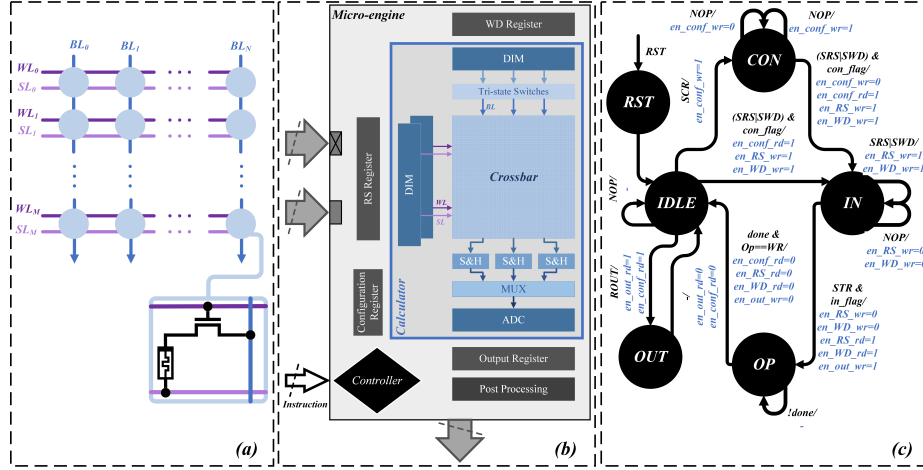 BL0
BL1
BLN
WL0
SL0
WL1
SL1
WLM
SLM
(a)
Micro-engine
WD Register
DIM
Tri-state Switches
BL
RS Register
DIM
WL
SL
Crossbar
S&H
S&H
S&H
MUX
ADC
Calculator
Configuration
Register
Output Register
Post Processing
Controller
Instruction
(b)
RST
RST
NOP/
en_conf_wr=0
NOP/
en_conf_wr=1
CON
SCR/
en_conf_wr=1
(SRS|SWD) &
con_flag/
en_conf_wr=0
en_conf_rd=1
en_RS_wr=1
en_WD_wr=1
(SRS|SWD) &
con_flag/
en_conf_rd=1
en_RS_wr=1
en_WD_wr=1
SRS|SWD/
en_RS_wr=1
en_WD_wr=1
NOP/
-
IDLE
IN
NOP/
en_RS_wr=0
en_WD_wr=0
ROUT/
en_out_rd=1
en_conf_rd=1
-/
en_out_rd=0
en_conf_rd=0
done &
Op==WR/
en_conf_rd=0
en_RS_rd=0
en_WD_rd=0
en_out_wr=0
STR &
in_flag/
en_RS_wr=0
en_WD_wr=0
en_RS_rd=1
en_WD_rd=1
en_out_wr=1
OUT
OP
!done/
-
(c)